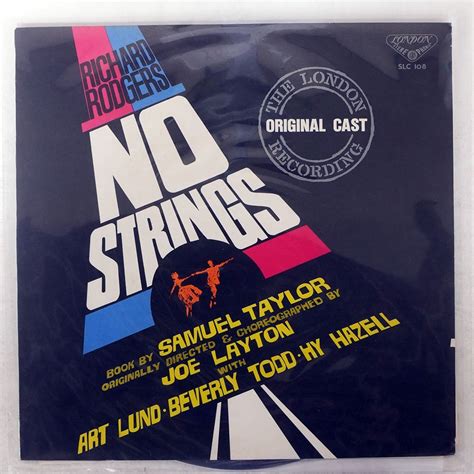 RICHARD
RODGERS
NO
STRINGS
LONDON
SLC 108
THE LONDON
ORIGINAL CAST
RECORDING
BOOK BY SAMUEL TAYLOR
ORIGINALLY DIRECTED & CHOREOGRAPHED BY
JOE LAYTON
WITH
ART LUND·BEVERLY TODD·HY HAZELL